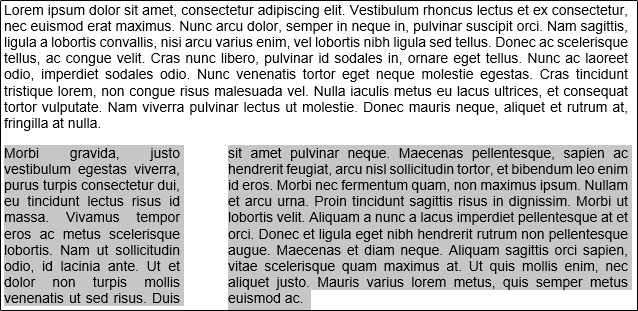 Lorem ipsum dolor sit amet, consectetur adipiscing elit. Vestibulum rhoncus lectus et ex consectetur,
nec euismod erat maximus. Nunc arcu dolor, semper in neque in, pulvinar suscipit orci. Nam sagittis,
ligula a lobortis convallis, nisi arcu varius enim, vel lobortis nibh ligula sed tellus. Donec ac scelerisque
tellus, ac congue velit. Cras nunc libero, pulvinar id sodales in, ornare eget tellus. Nunc ac laoreet
odio, imperdiet sodales odio. Nunc venenatis tortor eget neque molestie egestas. Cras tincidunt
tristique lorem, non congue risus malesuada vel. Nulla iaculis metus eu lacus ultrices, et consequat
tortor vulputate. Nam viverra pulvinar lectus ut molestie. Donec mauris neque, aliquet et rutrum at,
fringilla at nulla.
Morbi gravida, justo
vestibulum egestas viverra,
purus turpis consectetur dui,
eu tincidunt lectus risus id
massa. Vivamus tempor
eros ac metus scelerisque
lobortis. Nam ut sollicitudin
odio, id lacinia ante. Ut et
dolor non turpis mollis
venenatis ut sed risus. Duis
sit amet pulvinar neque. Maecenas pellentesque, sapien ac
hendrerit feugiat, arcu nisl sollicitudin tortor, et bibendum leo enim
id eros. Morbi nec fermentum quam, non maximus ipsum. Nullam
et arcu urna. Proin tincidunt sagittis risus in dignissim. Morbi ut
lobortis velit. Aliquam a nunc a lacus imperdiet pellentesque at et
orci. Donec et ligula eget nibh hendrerit rutrum non pellentesque
augue. Maecenas et diam neque. Aliquam sagittis orci sapien,
vitae scelerisque quam maximus at. Ut quis mollis enim, nec
aliquet justo. Mauris varius lorem metus, quis semper metus
euismod ac.